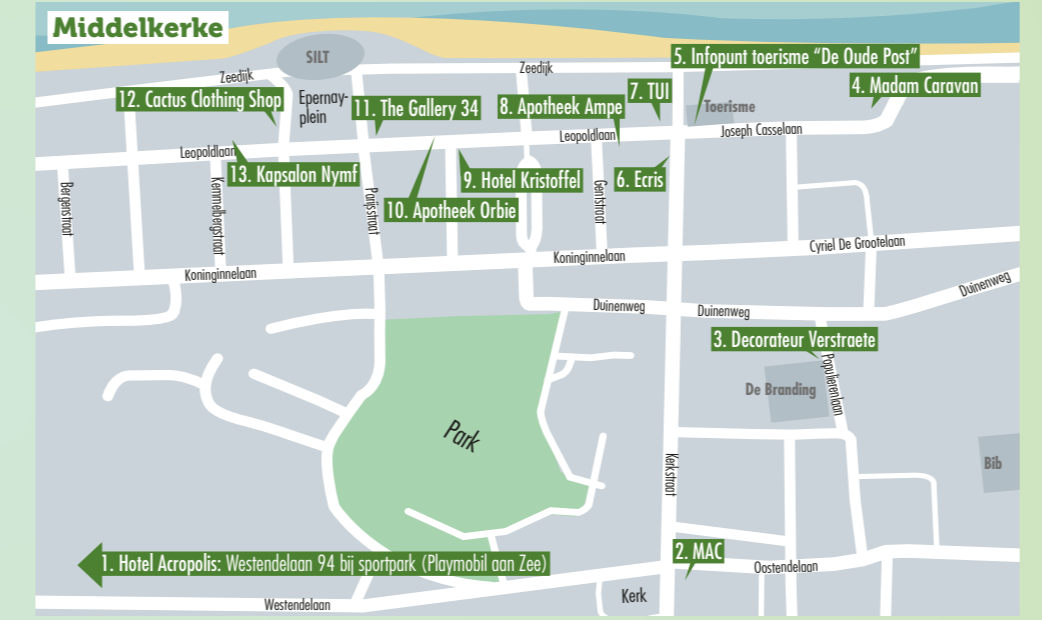 Middelkerke
SILT
Zeedijk
Zeedijk
5. Infopunt toerisme “De Oude Post”
12. Cactus Clothing Shop
Epernay-
plein
11. The Gallery 34
8. Apotheek Ampe
7. TUI
Toerisme
4. Madam Caravan
Leopoldlaan
Leopoldlaan
Joseph Casselaan
13. Kapsalon Nymf
9. Hotel Kristoffel
6. Ecris
10. Apotheek Orbie
Bergenstraat
Kemmelbergstraat
Parijsstraat
Gentstraat
Koninginnelaan
Koninginnelaan
Cyriel De Grootelaan
Duinenweg
Duinenweg
Duinenweg
3. Decorateur Verstraete
De Branding
Populierenlaan
Park
Kerkstraat
Bib
1. Hotel Acropolis: Westendelaan 94 bij sportpark (Playmobil aan Zee)
2. MAC
Oostendelaan
Westendelaan
Kerk